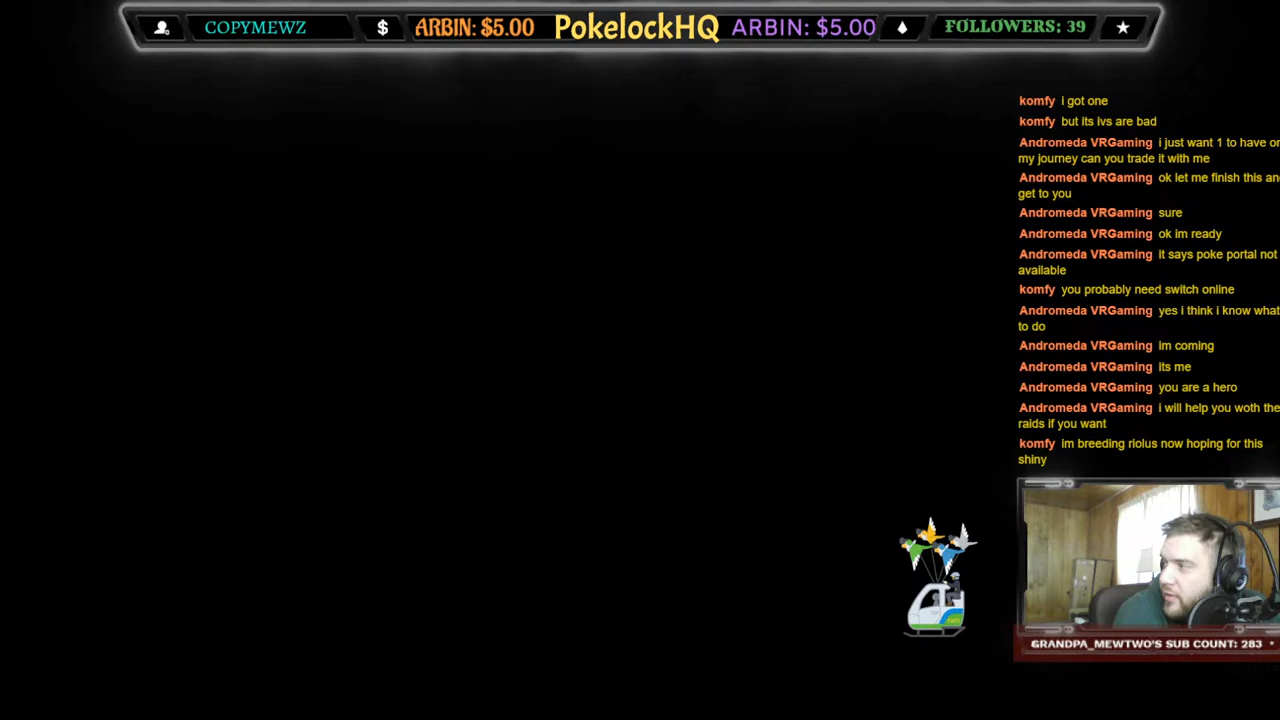 COPYMEWZ $ ARBIN: $5.00 PokelockHQ ARBIN: $5.00 FOLLOWERS: 39
komfy i got one
komfy but its ivs are bad
Andromeda VRGaming i just want 1 to have on
my journey can you trade it with me
Andromeda VRGaming ok let me finish this and
get to you
Andromeda VRGaming sure
Andromeda VRGaming ok im ready
Andromeda VRGaming it says poke portal not
available
komfy you probably need switch online
Andromeda VRGaming yes i think i know what
to do
Andromeda VRGaming im coming
Andromeda VRGaming Its me
Andromeda VRGaming you are a hero
Andromeda VRGaming i will help you woth the
raids if you want
komfy im breeding riolus now hoping for this
shiny
GRANDPA_MEWTWO'S SUB COUNT: 283 *